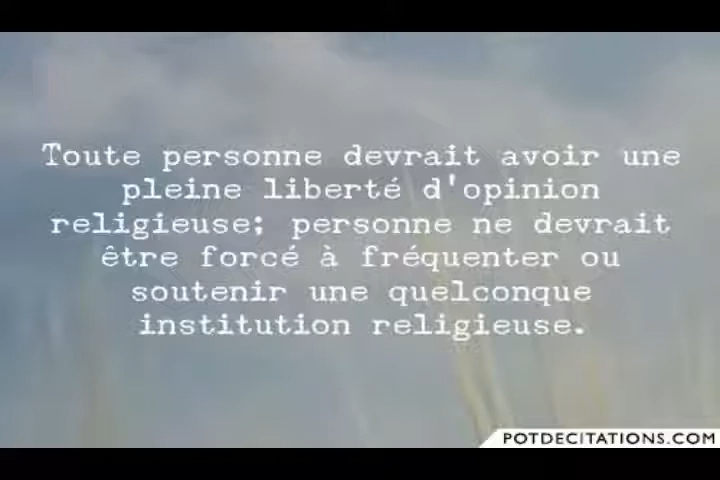 Toute personne devrait avoir une
pleine liberté d'opinion
religieuse; personne ne devrait
être forcé à fréquenter ou
soutenir une quelconque
institution religieuse.
POTDECITATIONS.COM